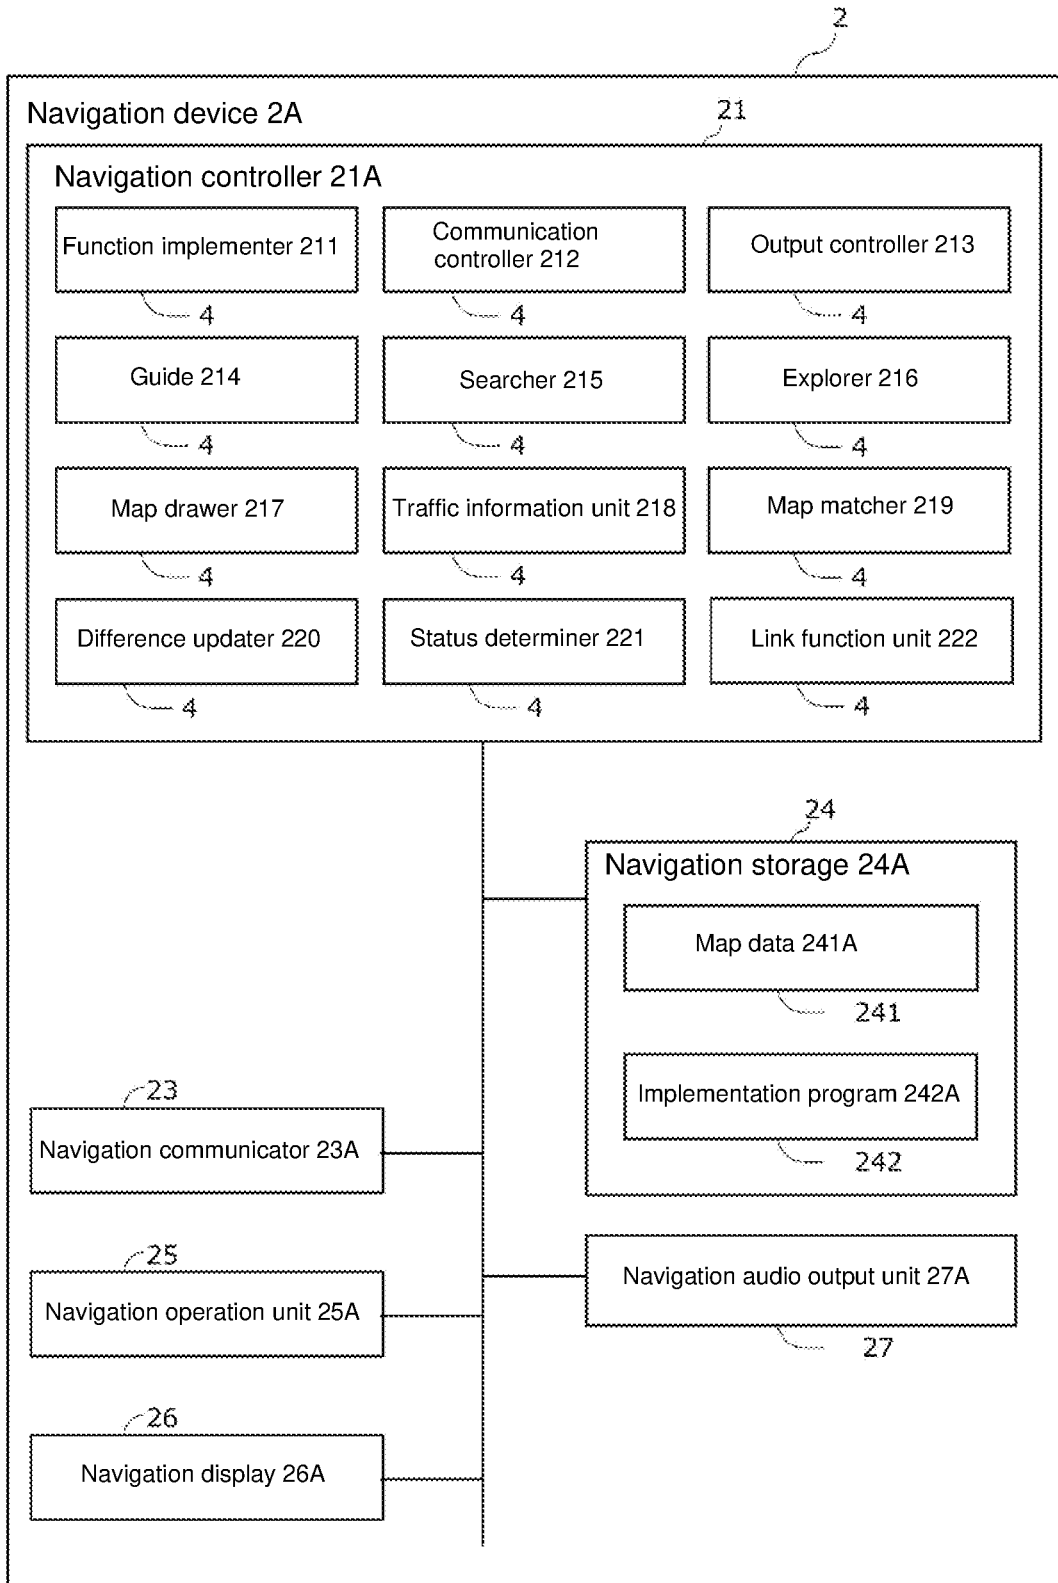 2
Navigation device 2A
21
Navigation controller 21A
Function implementer 211
Communication
controller 212
Output controller 213
4
4
4
Guide 214
Searcher 215
Explorer 216
4
4
4
Map drawer 217
Traffic information unit 218
Map matcher 219
4
4
4
Difference updater 220
Status determiner 221
Link function unit 222
4
4
4
24
Navigation storage 24A
Map data 241A
241
Implementation program 242A
242
23
Navigation communicator 23A
25
Navigation operation unit 25A
Navigation audio output unit 27A
27
26
Navigation display 26A